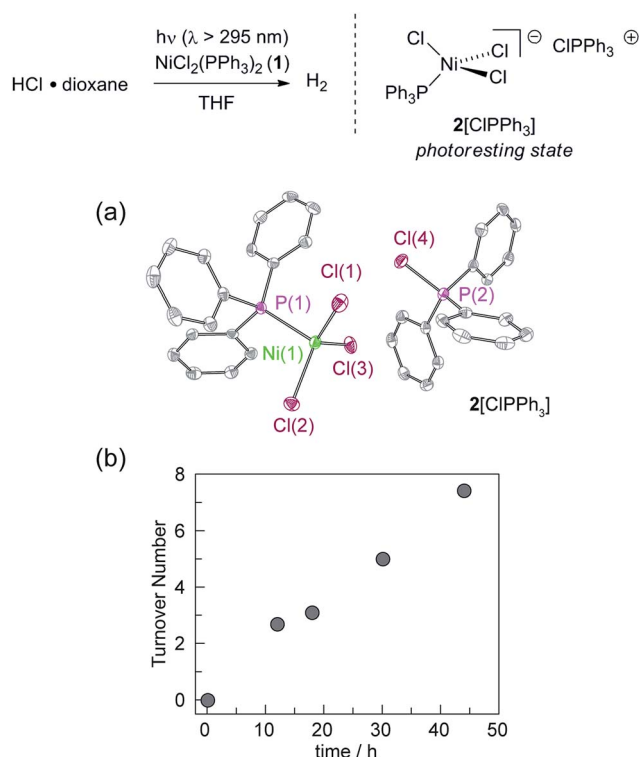 HCl • dioxane
hν (λ > 295 nm)
NiCl2(PPh3)2 (1)
THF
H2
Cl
Ni
Cl
Cl
Ph3P
⊖
ClPPh3
⊕
2[ClPPh3]
photoresting state
(a)
Cl(1)
P(1)
Ni(1)
Cl(3)
Cl(2)
Cl(4)
P(2)
2[ClPPh3]
(b)
Turnover Number
8
6
4
2
0
0 10 20 30 40 50
time / h